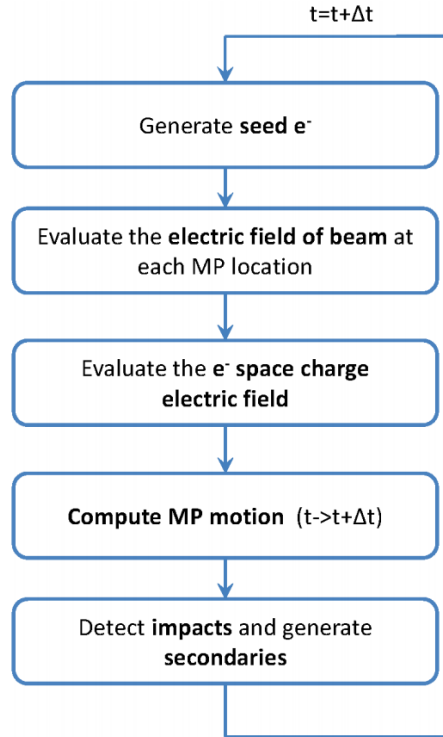 t=t+Δt
Generate seed e⁻
Evaluate the electric field of beam at
each MP location
Evaluate the e⁻ space charge
electric field
Compute MP motion (t->t+Δt)
Detect impacts and generate
secondaries